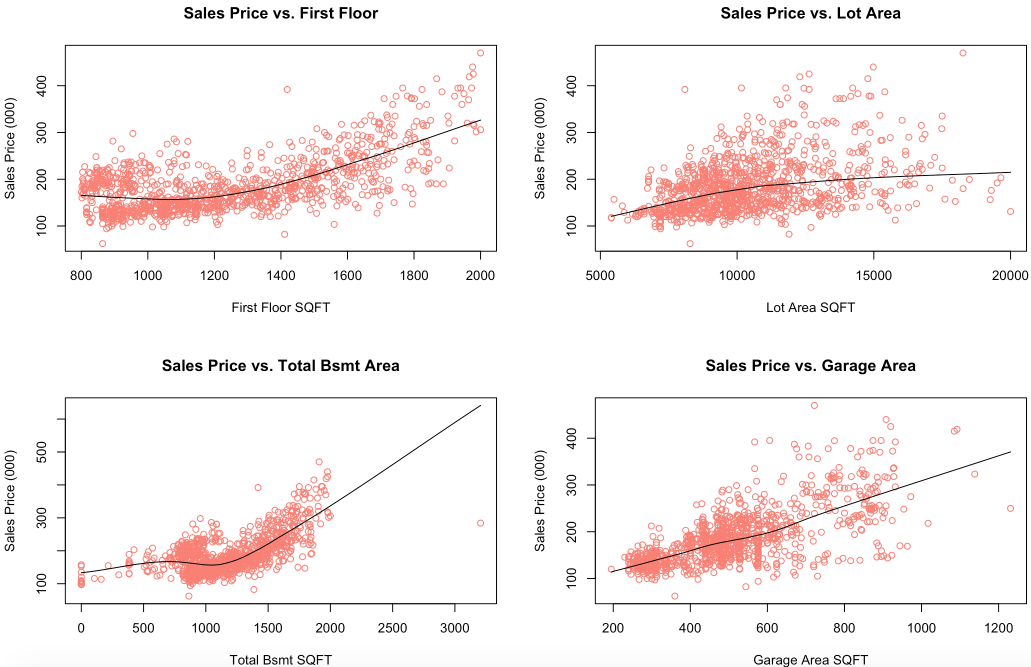 Sales Price vs. First Floor
Sales Price (000)
400
300
200
100
800 1000 1200 1400 1600 1800 2000
First Floor SQFT
Sales Price vs. Lot Area
Sales Price (000)
400
300
200
100
5000 10000 15000 20000
Lot Area SQFT
Sales Price vs. Total Bsmt Area
Sales Price (000)
500
300
100
0 500 1000 1500 2000 2500 3000
Total Bsmt SQFT
Sales Price vs. Garage Area
Sales Price (000)
400
300
200
100
200 400 600 800 1000 1200
Garage Area SQFT